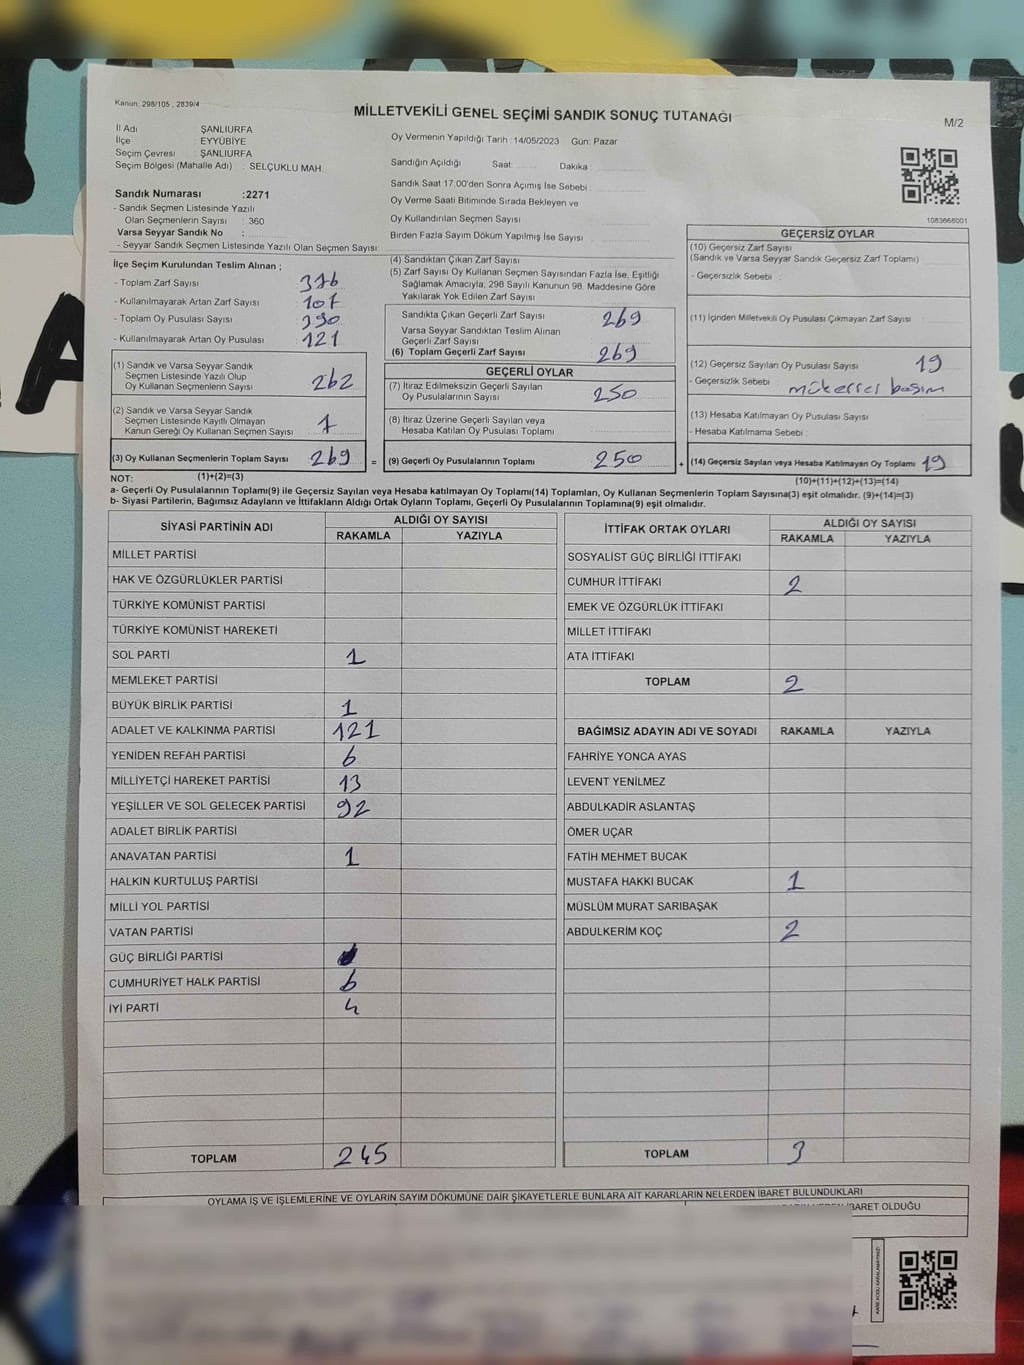 Kanun: 298/105 , 2839/4
MİLLETVEKİLİ GENEL SEÇİMİ SANDIK SONUÇ TUTANAĞI
M/2
İl Adı : ŞANLIURFA
İlçe : EYYÜBİYE
Seçim Çevresi : ŞANLIURFA
Seçim Bölgesi (Mahalle Adı) : SELÇUKLU MAH.
Sandık Numarası :2271
- Sandık Seçmen Listesinde Yazılı
Olan Seçmenlerin Sayısı : 360
Varsa Seyyar Sandık No :
- Seyyar Sandık Seçmen Listesinde Yazılı Olan Seçmen Sayısı:
Oy Vermenin Yapıldığı Tarih :14/05/2023 Gün: Pazar
Sandığın Açıldığı Saat: Dakika
Sandık Saat 17.00'den Sonra Açımış İse Sebebi :
Oy Verme Saati Bitiminde Sırada Bekleyen ve
Oy Kullandırılan Seçmen Sayısı
Birden Fazla Sayım Döküm Yapılmış İse Sayısı
1083668001
İlçe Seçim Kurulundan Teslim Alınan ;
- Toplam Zarf Sayısı 376
- Kullanılmayarak Artan Zarf Sayısı 107
- Toplam Oy Pusulası Sayısı 390
- Kullanılmayarak Artan Oy Pusulası 121
(1) Sandık ve Varsa Seyyar Sandık
Seçmen Listesinde Yazılı Olup
Oy Kullanan Seçmenlerin Sayısı 262
(2) Sandık ve Varsa Seyyar Sandık
Seçmen Listesinde Kayıtlı Olmayan
Kanun Gereği Oy Kullanan Seçmen Sayısı 7
(3) Oy Kullanan Seçmenlerin Toplam Sayısı 269 =
(4) Sandıktan Çıkan Zarf Sayısı
(5) Zarf Sayısı Oy Kullanan Seçmen Sayısından Fazla İse, Eşitliği
Sağlamak Amacıyla; 298 Sayılı Kanunun 98. Maddesine Göre
Yakılarak Yok Edilen Zarf Sayısı
Sandıkta Çıkan Geçerli Zarf Sayısı 269
Varsa Seyyar Sandıktan Teslim Alınan
Geçerli Zarf Sayısı
(6) Toplam Geçerli Zarf Sayısı 269
GEÇERLİ OYLAR
(7) İtiraz Edilmeksizin Geçerli Sayılan
Oy Pusulalarının Sayısı 250
(8) İtiraz Üzerine Geçerli Sayılan veya
Hesaba Katılan Oy Pusulası Toplamı
(9) Geçerli Oy Pusulalarının Toplamı 250 +
GEÇERSİZ OYLAR
(10) Geçersiz Zarf Sayısı
(Sandık ve Varsa Seyyar Sandık Geçersiz Zarf Toplamı)
- Geçersizlik Sebebi :
(11) İçinden Milletvekili Oy Pusulası Çıkmayan Zarf Sayısı
(12) Geçersiz Sayılan Oy Pusulası Sayısı 19
- Geçersizlik Sebebi : mükerrer basım
(13) Hesaba Katılmayan Oy Pusulası Sayısı
- Hesaba Katılmama Sebebi
(14) Geçersiz Sayılan veya Hesaba Katılmayan Oy Toplamı 19
NOT: (1)+(2)=(3)
(10)+(11)+(12)+(13)=(14)
a- Geçerli Oy Pusulalarının Toplamı(9) ile Geçersiz Sayılan veya Hesaba katılmayan Oy Toplamı(14) Toplamları, Oy Kullanan Seçmenlerin Toplam Sayısına(3) eşit olmalıdır. (9)+(14)=(3)
b- Siyasi Partilerin, Bağımsız Adayların ve İttifakların Aldığı Ortak Oyların Toplamı, Geçerli Oy Pusulalarının Toplamına(9) eşit olmalıdır.
SİYASİ PARTİNİN ADI ALDIĞI OY SAYISI
RAKAMLA YAZIYLA
MİLLET PARTİSİ
HAK VE ÖZGÜRLÜKLER PARTİSİ
TÜRKİYE KOMÜNİST PARTİSİ
TÜRKİYE KOMÜNİST HAREKETİ
SOL PARTİ 1
MEMLEKET PARTİSİ
BÜYÜK BİRLİK PARTİSİ 1
ADALET VE KALKINMA PARTİSİ 121
YENİDEN REFAH PARTİSİ 6
MİLLİYETÇİ HAREKET PARTİSİ 13
YEŞİLLER VE SOL GELECEK PARTİSİ 92
ADALET BİRLİK PARTİSİ
ANAVATAN PARTİSİ 1
HALKIN KURTULUŞ PARTİSİ
MİLLİ YOL PARTİSİ
VATAN PARTİSİ
GÜÇ BİRLİĞİ PARTİSİ
CUMHURİYET HALK PARTİSİ 6
İYİ PARTİ 4
TOPLAM 245
İTTİFAK ORTAK OYLARI ALDIĞI OY SAYISI
RAKAMLA YAZIYLA
SOSYALİST GÜÇ BİRLİĞİ İTTİFAKI
CUMHUR İTTİFAKI 2
EMEK VE ÖZGÜRLÜK İTTİFAKI
MİLLET İTTİFAKI
ATA İTTİFAKI
TOPLAM 2
BAĞIMSIZ ADAYIN ADI VE SOYADI RAKAMLA YAZIYLA
FAHRİYE YONCA AYAS
LEVENT YENİLMEZ
ABDULKADİR ASLANTAŞ
ÖMER UÇAR
FATİH MEHMET BUCAK
MUSTAFA HAKKI BUCAK 1
MÜSLÜM MURAT SARIBAŞAK
ABDULKERİM KOÇ 2
TOPLAM 3
OYLAMA İŞ VE İŞLEMLERİNE VE OYLARIN SAYIM DÖKÜMÜNE DAİR ŞİKAYETLERLE BUNLARA AİT KARARLARIN NELERDEN İBARET BULUNDUKLARI
İBARET OLDUĞU